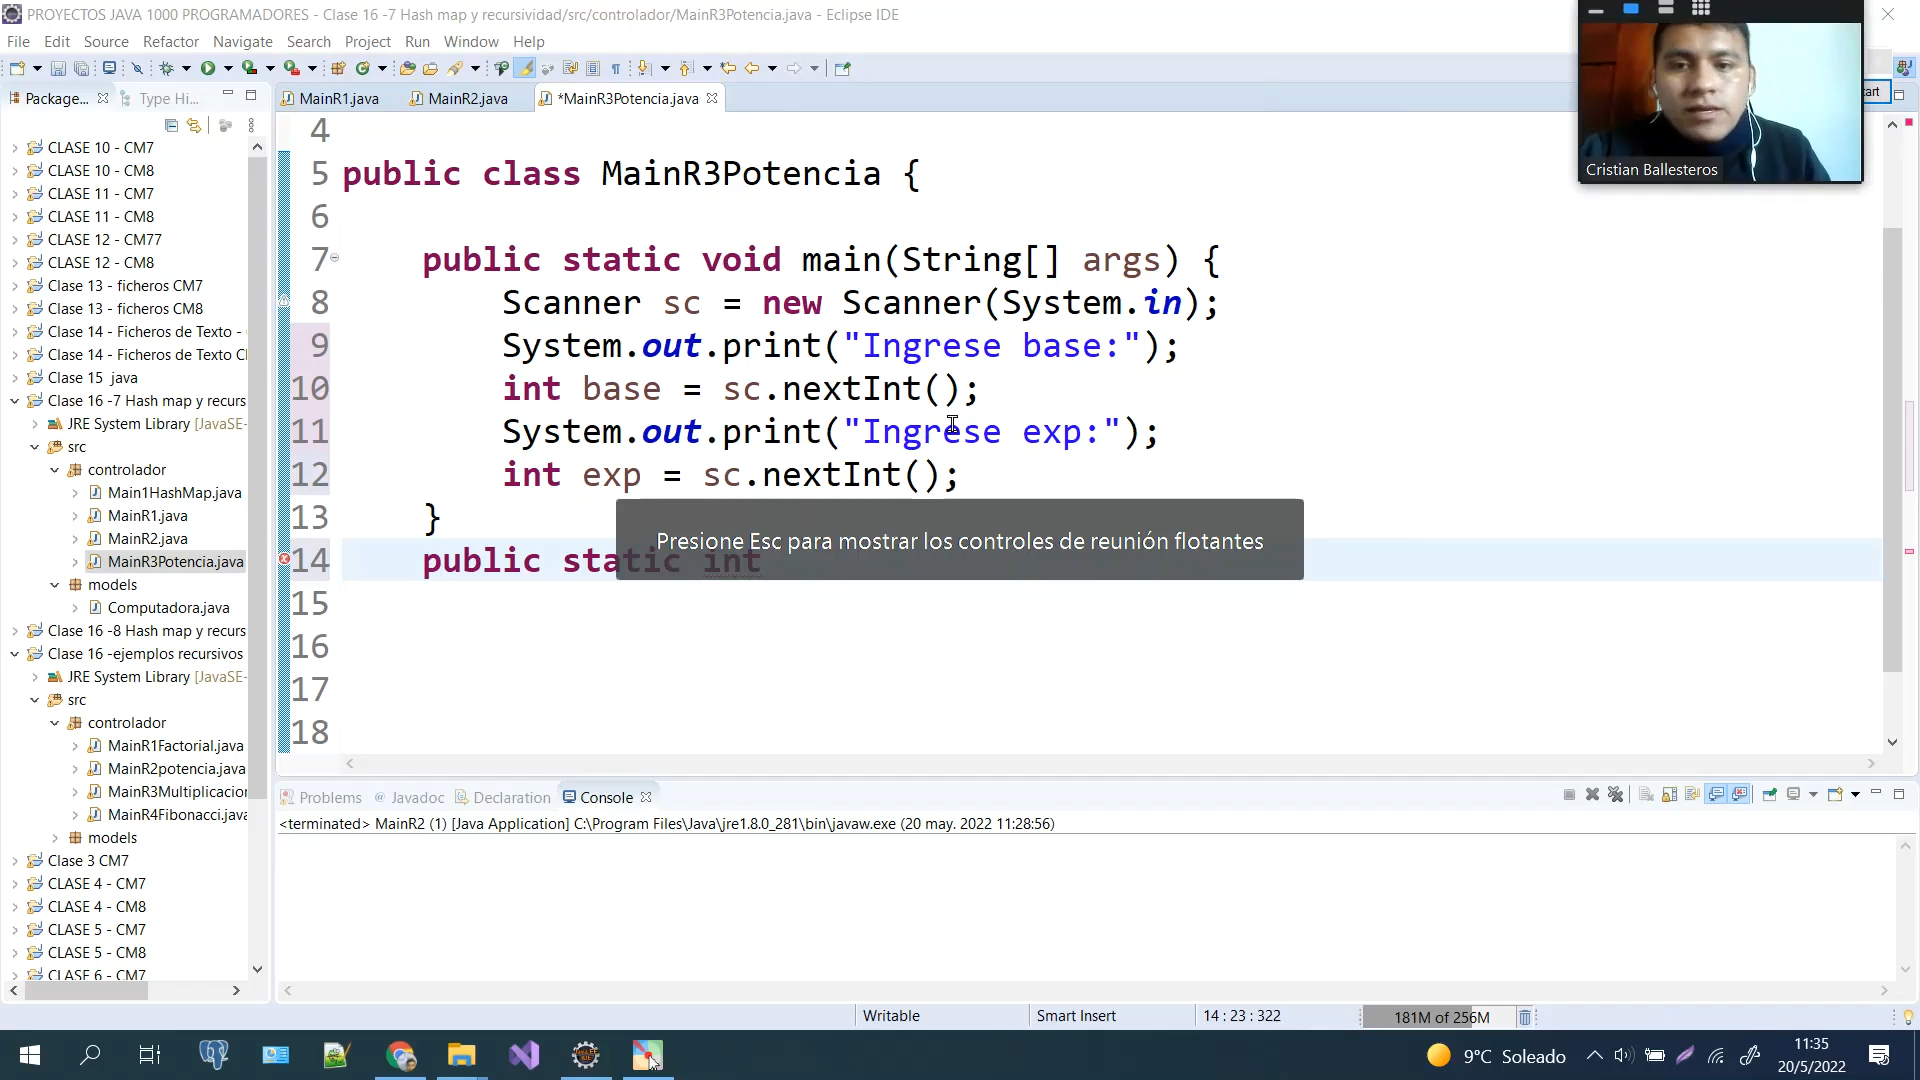 PROYECTOS JAVA 1000 PROGRAMADORES - Clase 16 -7 Hash map y recursividad/src/controlador/MainR3Potencia.java - Eclipse IDE
File Edit Source Refactor Navigate Search Project Run Window Help
Package... Type Hi...
MainR1.java MainR2.java *MainR3Potencia.java
CLASE 10 - CM7
CLASE 10 - CM8
CLASE 11 - CM7
CLASE 11 - CM8
CLASE 12 - CM77
CLASE 12 - CM8
Clase 13 - ficheros CM7
Clase 13 - ficheros CM8
Clase 14 - Ficheros de Texto -
Clase 14 - Ficheros de Texto Cl
Clase 15 java
Clase 16 -7 Hash map y recurs
JRE System Library [JavaSE-
src
controlador
Main1HashMap.java
MainR1.java
MainR2.java
MainR3Potencia.java
models
Computadora.java
Clase 16 -8 Hash map y recurs
Clase 16 -ejemplos recursivos
JRE System Library [JavaSE-
src
controlador
MainR1Factorial.java
MainR2potencia.java
MainR3Multiplicacior
MainR4Fibonacci.java
models
Clase 3 CM7
CLASE 4 - CM7
CLASE 4 - CM8
CLASE 5 - CM7
CLASE 5 - CM8
CLASE 6 - CM7
4
5 public class MainR3Potencia {
6
7 public static void main(String[] args) {
8 Scanner sc = new Scanner(System.in);
9 System.out.print("Ingrese base:");
10 int base = sc.nextInt();
11 System.out.print("Ingrese exp:");
12 int exp = sc.nextInt();
13 }
14 public static int
15
16
17
18
Presione Esc para mostrar los controles de reunión flotantes
Cristian Ballesteros
art
Problems Javadoc Declaration Console
<terminated> MainR2 (1) [Java Application] C:\Program Files\Java\jre1.8.0_281\bin\javaw.exe (20 may. 2022 11:28:56)
Writable Smart Insert 14 : 23 : 322 181M of 256M
9°C Soleado
11:35
20/5/2022